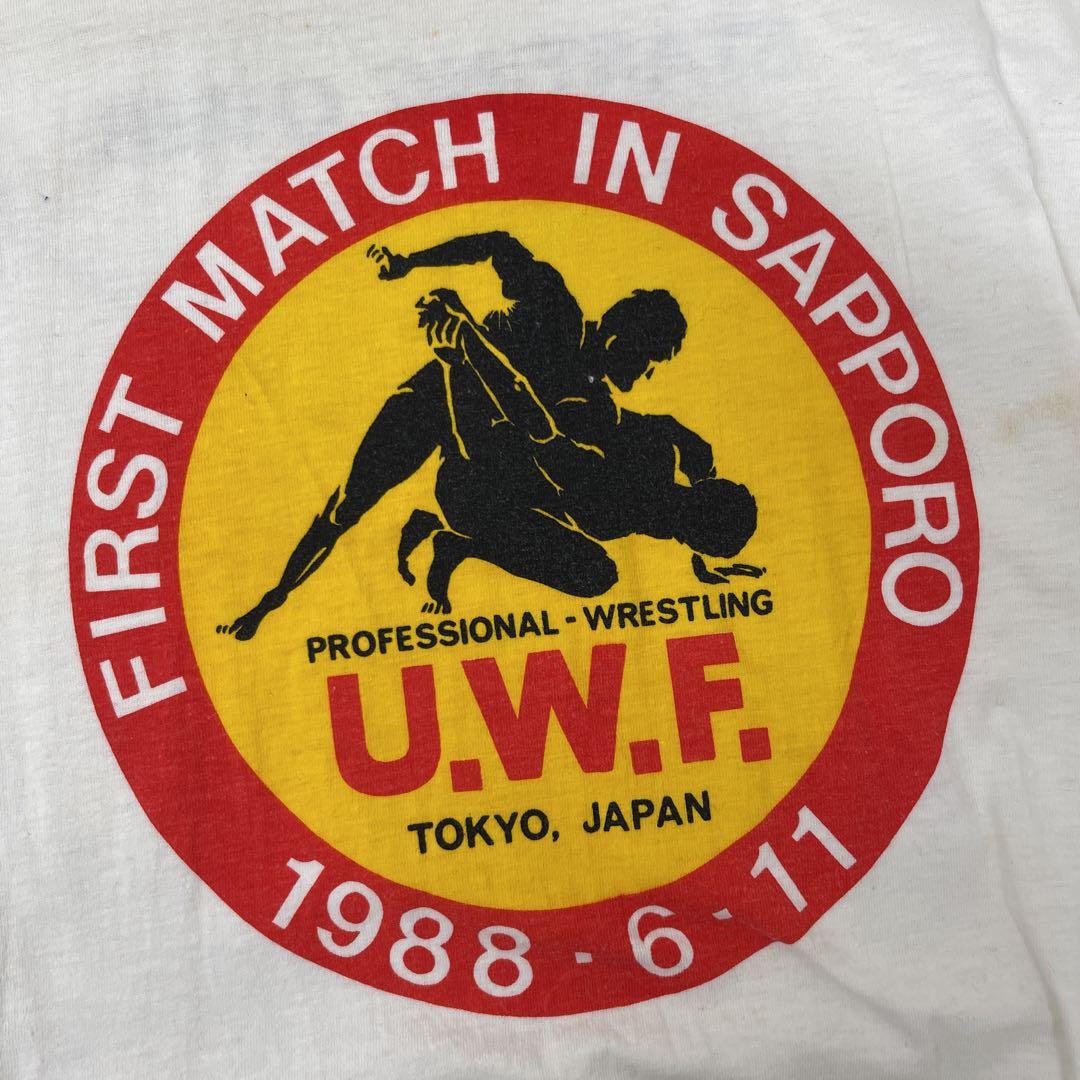 FIRST MATCH IN SAPPORO
PROFESSIONAL - WRESTLING
U.W.F.
TOKYO, JAPAN
1988・6・11